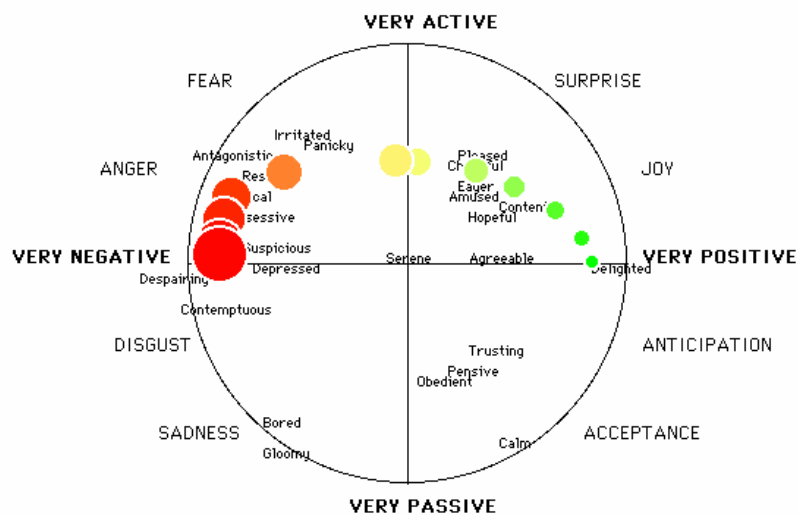 VERY ACTIVE
FEAR
SURPRISE
Irritated
Panicky
Antagonistic
Pleased
ANGER
JOY
Eager
Amused
Hopeful
Suspicious
VERY NEGATIVE
Serene
Agreeable
VERY POSITIVE
Depressed
Delighted
Despairing
Contemptuous
DISGUST
ANTICIPATION
Trusting
Pensive
Obedient
Bored
SADNESS
ACCEPTANCE
Calm
Gloomy
VERY PASSIVE